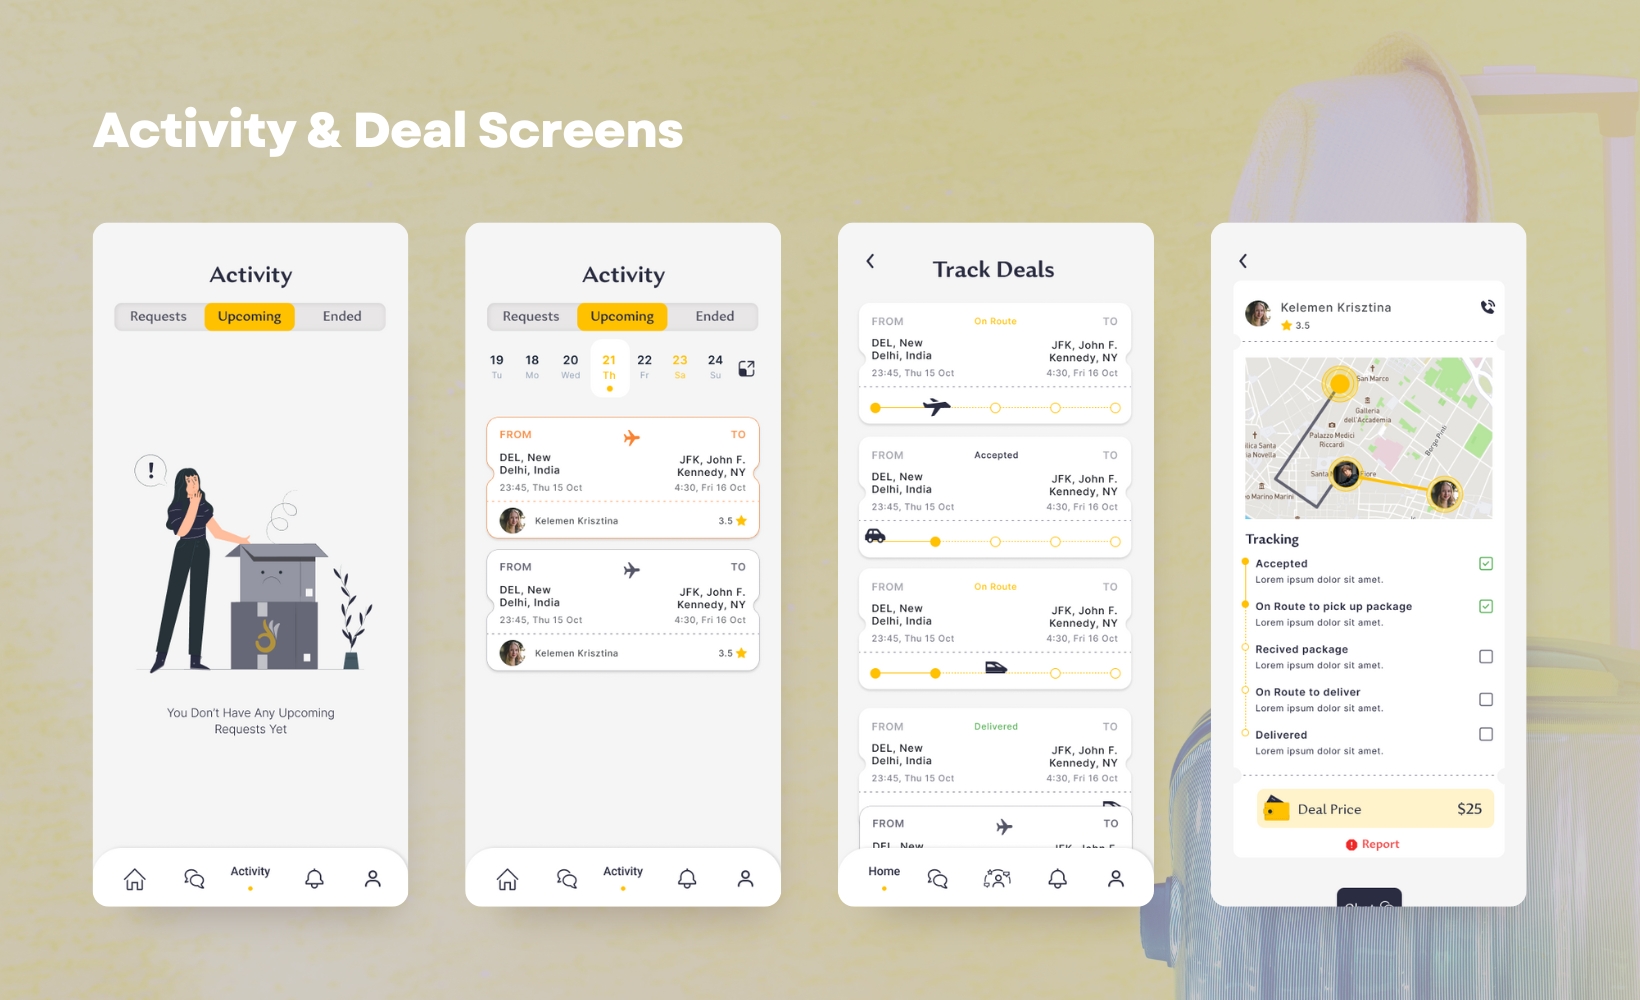 Activity & Deal Screens
Activity
Requests Upcoming Ended
!
You Don't Have Any Upcoming
Requests Yet
Activity
Activity
Requests Upcoming Ended
19 18 20 21 22 23 24
Tu Mo Wed Th Fr Sa Su
FROM TO
DEL, New
Delhi, India
JFK, John F.
Kennedy, NY
23:45, Thu 15 Oct 4:30, Fri 16 Oct
Kelemen Krisztina 3.5
FROM TO
DEL, New
Delhi, India
JFK, John F.
Kennedy, NY
23:45, Thu 15 Oct 4:30, Fri 16 Oct
Kelemen Krisztina 3.5
Activity
Track Deals
FROM On Route TO
DEL, New
Delhi, India
JFK, John F.
Kennedy, NY
23:45, Thu 15 Oct 4:30, Fri 16 Oct
FROM Accepted TO
DEL, New
Delhi, India
JFK, John F.
Kennedy, NY
23:45, Thu 15 Oct 4:30, Fri 16 Oct
FROM On Route TO
DEL, New
Delhi, India
JFK, John F.
Kennedy, NY
23:45, Thu 15 Oct 4:30, Fri 16 Oct
FROM Delivered TO
DEL, New
Delhi, India
JFK, John F.
Kennedy, NY
23:45, Thu 15 Oct 4:30, Fri 16 Oct
FROM TO
DEL, New JFK, John F.
Home
Kelemen Krisztina
3.5
San Marco
Galleria
dell'Accademia
Palazzo Medici
Riccardi
Borgo Pinti
Santa Fiore
Tracking
Accepted
Lorem ipsum dolor sit amet.
On Route to pick up package
Lorem ipsum dolor sit amet.
Recived package
Lorem ipsum dolor sit amet.
On Route to deliver
Lorem ipsum dolor sit amet.
Delivered
Lorem ipsum dolor sit amet.
Deal Price $25
Report